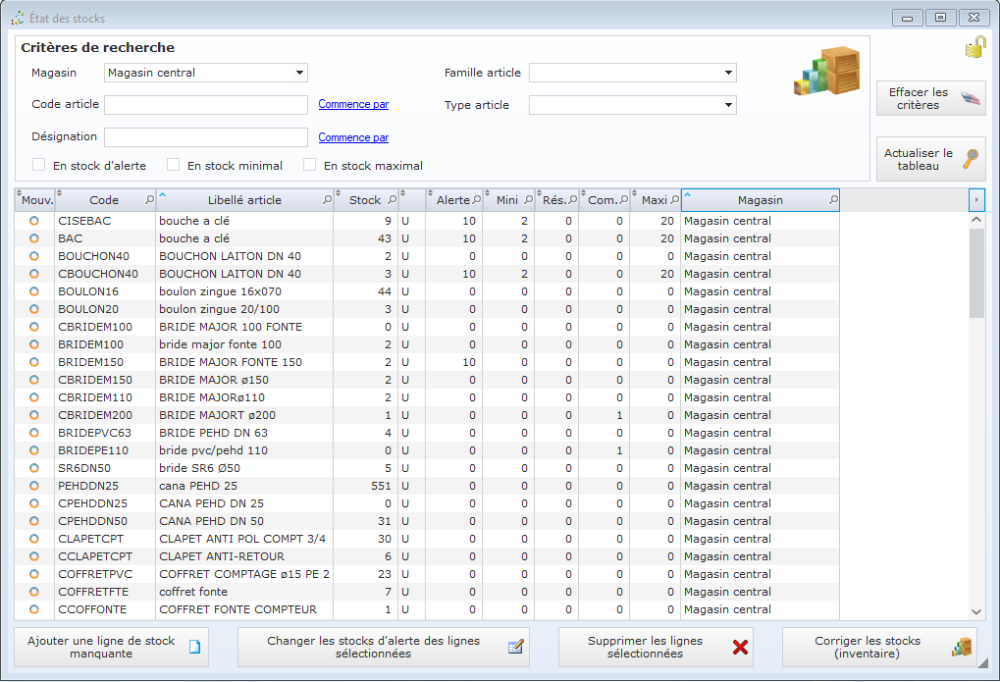 État des stocks
Critères de recherche
Magasin Magasin central Famille article
Code article Commence par Type article
Désignation Commence par
En stock d'alerte En stock minimal En stock maximal
Effacer les
critères
Actualiser le
tableau
Mouv. Code Libellé article Stock Alerte Mini Rés. Com. Maxi Magasin
CISEBAC bouche a clé 9 U 10 2 0 0 20 Magasin central
BAC bouche a clé 43 U 10 2 0 0 20 Magasin central
BOUCHON40 BOUCHON LAITON DN 40 2 U 0 0 0 0 0 Magasin central
CBOUCHON40 BOUCHON LAITON DN 40 3 U 10 2 0 0 20 Magasin central
BOULON16 boulon zingue 16x070 44 U 0 0 0 0 0 Magasin central
BOULON20 boulon zingue 20/100 3 U 0 0 0 0 0 Magasin central
CBRIDEM100 BRIDE MAJOR 100 FONTE 0 U 0 0 0 0 0 Magasin central
BRIDEM100 bride major fonte 100 2 U 0 0 0 0 0 Magasin central
BRIDEM150 BRIDE MAJOR FONTE 150 2 U 10 0 0 0 0 Magasin central
CBRIDEM150 BRIDE MAJOR ø150 2 U 0 0 0 0 0 Magasin central
CBRIDEM110 BRIDE MAJORø110 2 U 0 0 0 0 0 Magasin central
CBRIDEM200 BRIDE MAJORT ø200 1 U 0 0 0 1 0 Magasin central
BRIDEPVC63 BRIDE PEHD DN 63 4 U 0 0 0 0 0 Magasin central
BRIDEPE110 bride pvc/pehd 110 0 U 0 0 0 1 0 Magasin central
SR6DN50 bride SR6 Ø50 5 U 0 0 0 0 0 Magasin central
PEHDDN25 cana PEHD 25 551 U 0 0 0 0 0 Magasin central
CPEHDDN25 CANA PEHD DN 25 0 U 0 0 0 0 0 Magasin central
CPEHDDN50 CANA PEHD DN 50 31 U 0 0 0 0 0 Magasin central
CLAPETCPT CLAPET ANTI POL COMPT 3/4 30 U 0 0 0 0 0 Magasin central
CCLAPETCPT CLAPET ANTI-RETOUR 6 U 0 0 0 0 0 Magasin central
COFFRETPVC COFFRET COMPTAGE ø15 PE 2 23 U 0 0 0 0 0 Magasin central
COFFRETFTE coffret fonte 7 U 0 0 0 0 0 Magasin central
CCOFFONTE COFFRET FONTE COMPTEUR 1 U 0 0 0 0 0 Magasin central
Ajouter une ligne de stock
manquante
Changer les stocks d'alerte des lignes
sélectionnées
Supprimer les lignes
sélectionnées
Corriger les stocks
(inventaire)